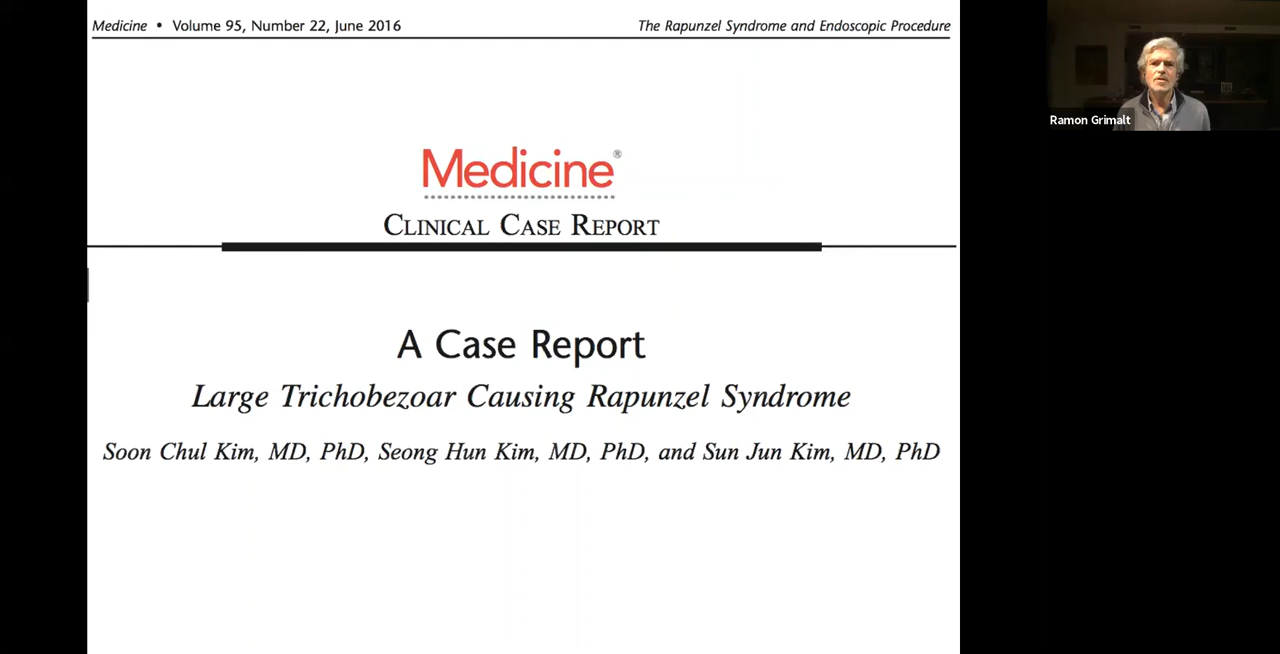 Medicine • Volume 95, Number 22, June 2016
The Rapunzel Syndrome and Endoscopic Procedure
Ramon Grimalt
Medicine®
CLINICAL CASE REPORT
A Case Report
Large Trichobezoar Causing Rapunzel Syndrome
Soon Chul Kim, MD, PhD, Seong Hun Kim, MD, PhD, and Sun Jun Kim, MD, PhD